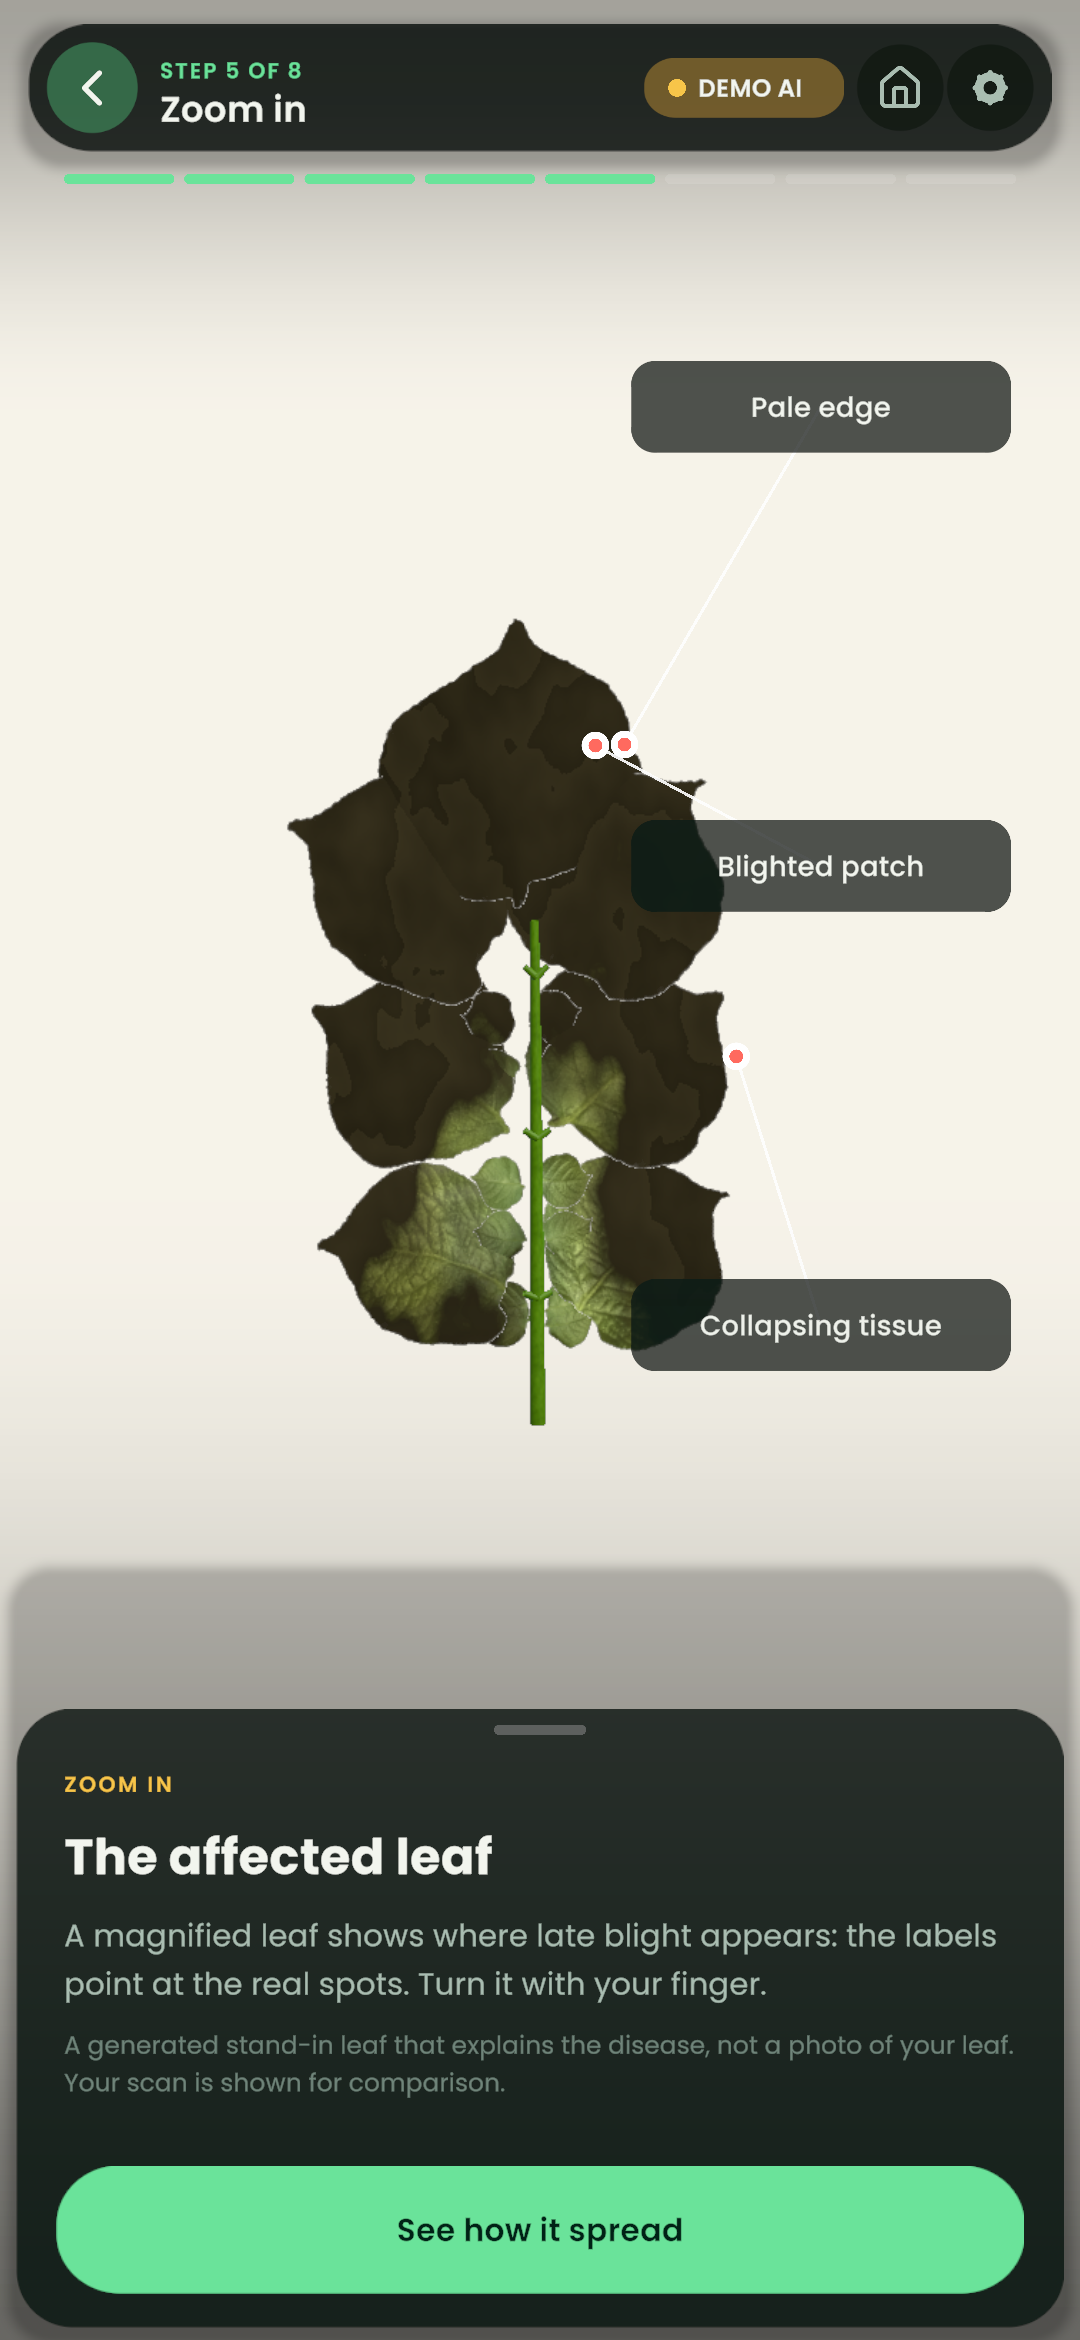 STEP 5 OF 8
Zoom in
DEMO AI
Pale edge
Blighted patch
Collapsing tissue
ZOOM IN
The affected leaf
A magnified leaf shows where late blight appears: the labels
point at the real spots. Turn it with your finger.
A generated stand-in leaf that explains the disease, not a photo of your leaf.
Your scan is shown for comparison.
See how it spread